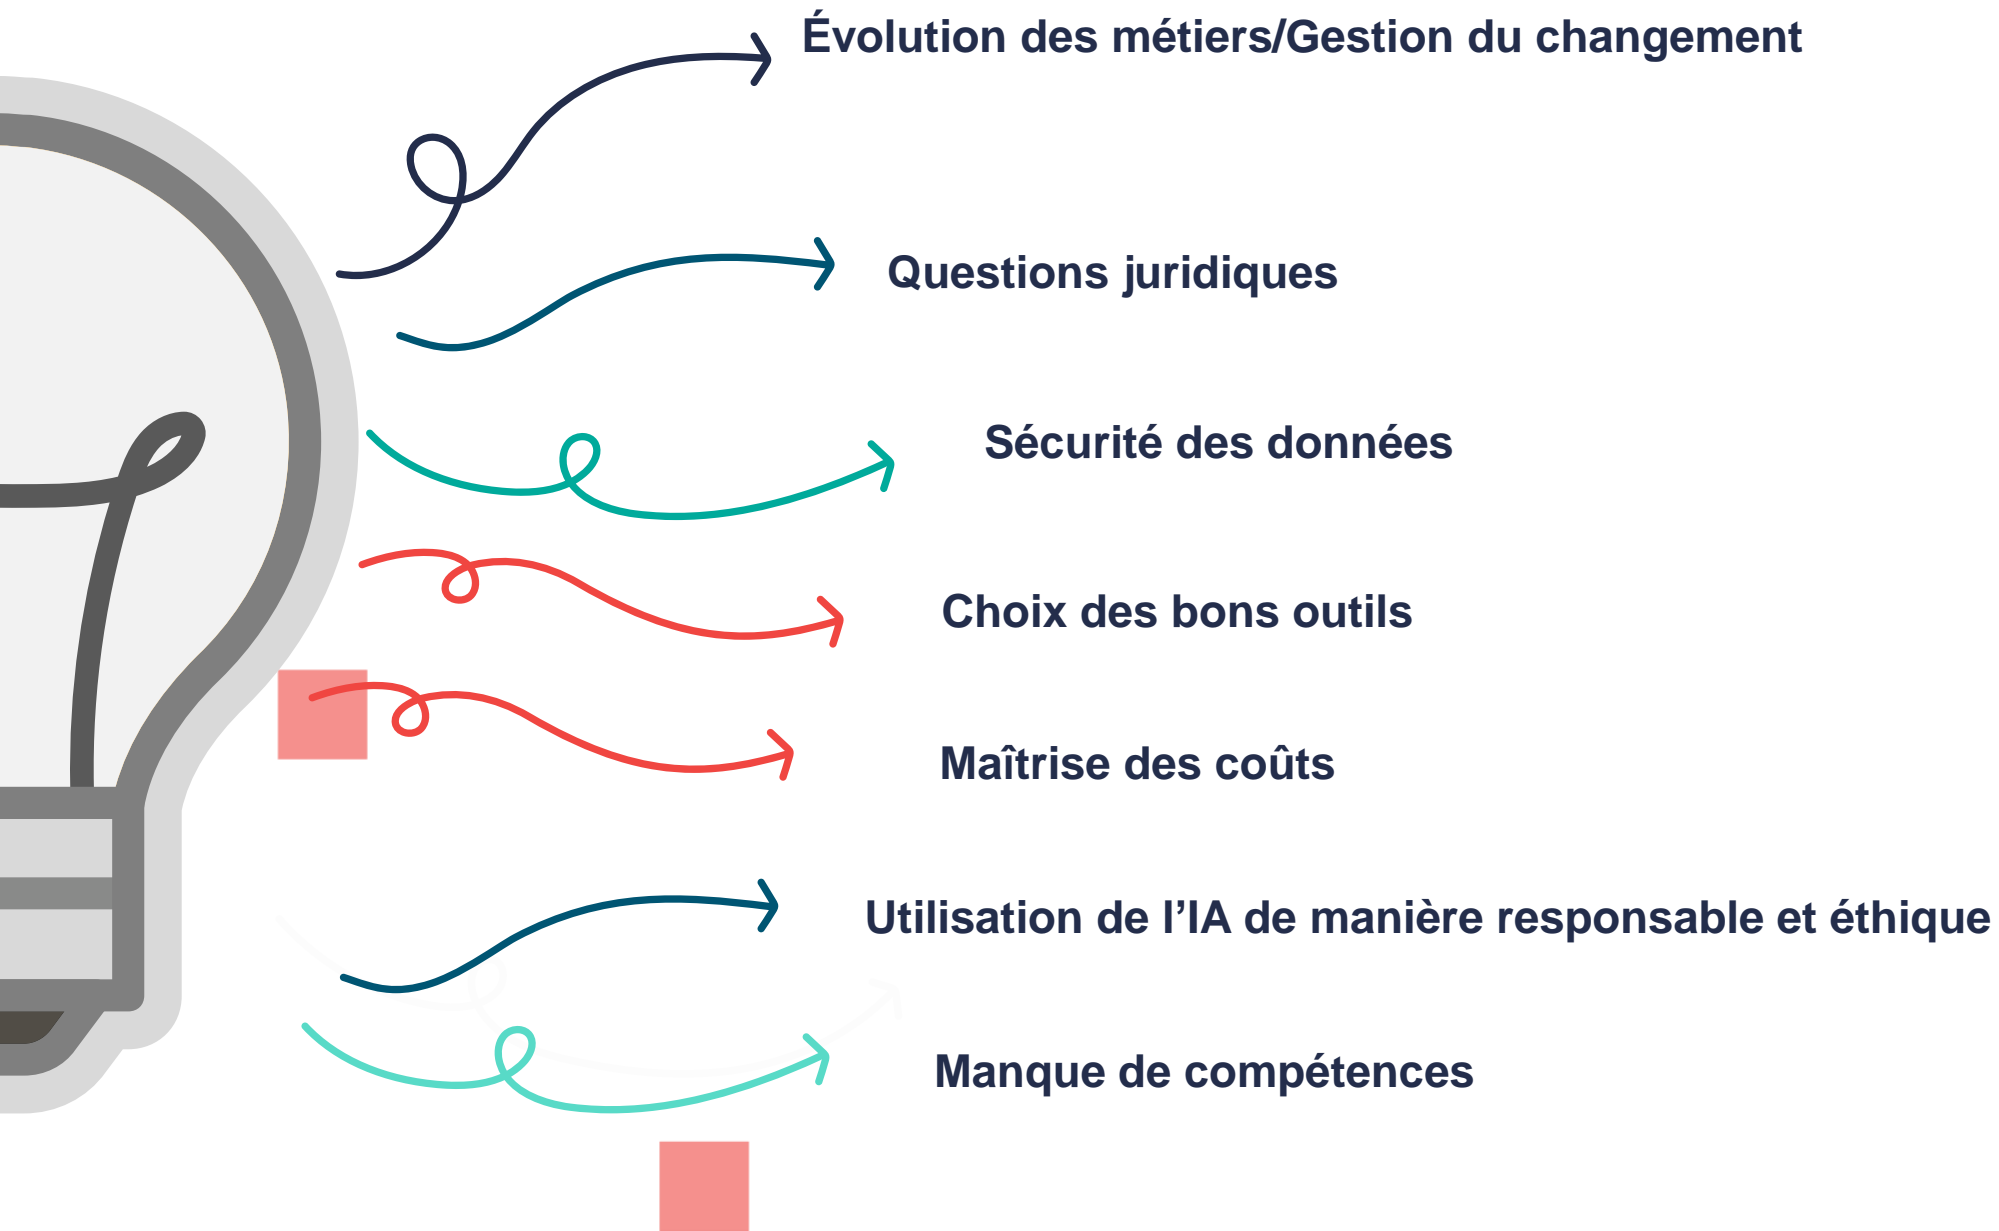 Évolution des métiers/Gestion du changement
Questions juridiques
Sécurité des données
Choix des bons outils
Maîtrise des coûts
Utilisation de l’IA de manière responsable et éthique
Manque de compétences